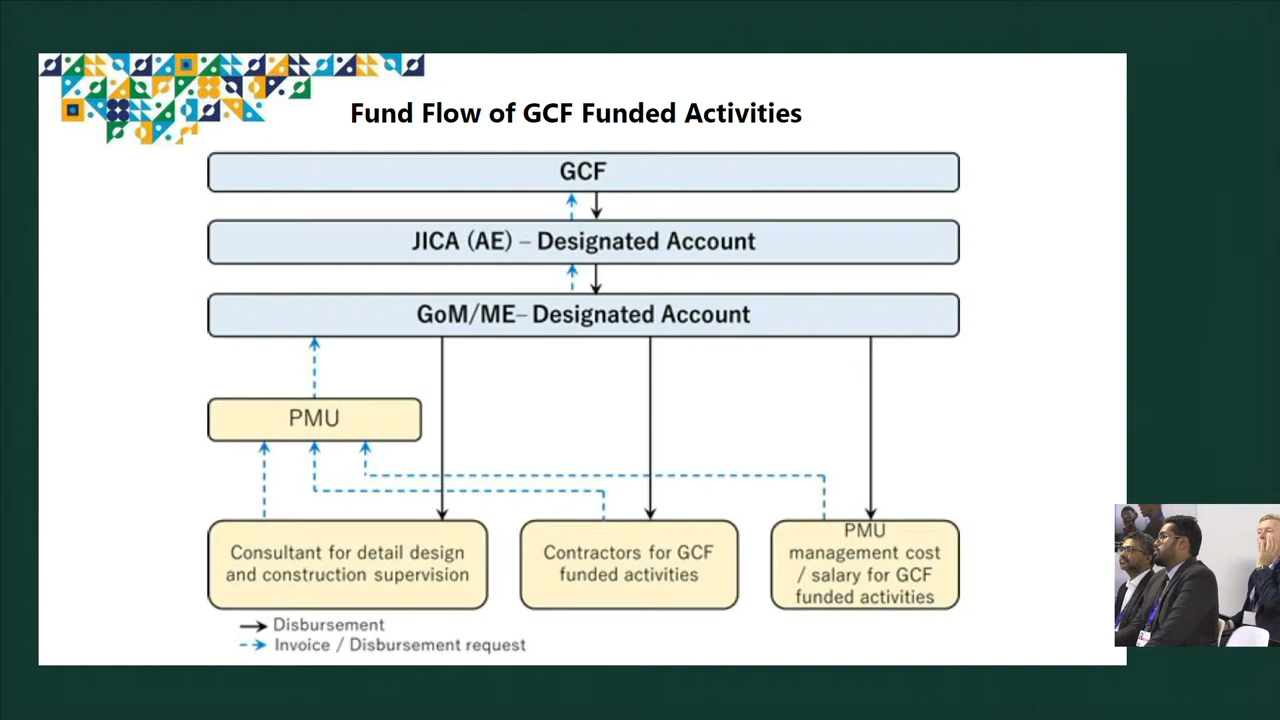 Fund Flow of GCF Funded Activities
GCF
JICA (AE) – Designated Account
GoM/ME– Designated Account
PMU
Consultant for detail design
and construction supervision
Contractors for GCF
funded activities
PMU
management cost
/ salary for GCF
funded activities
Disbursement
Invoice / Disbursement request